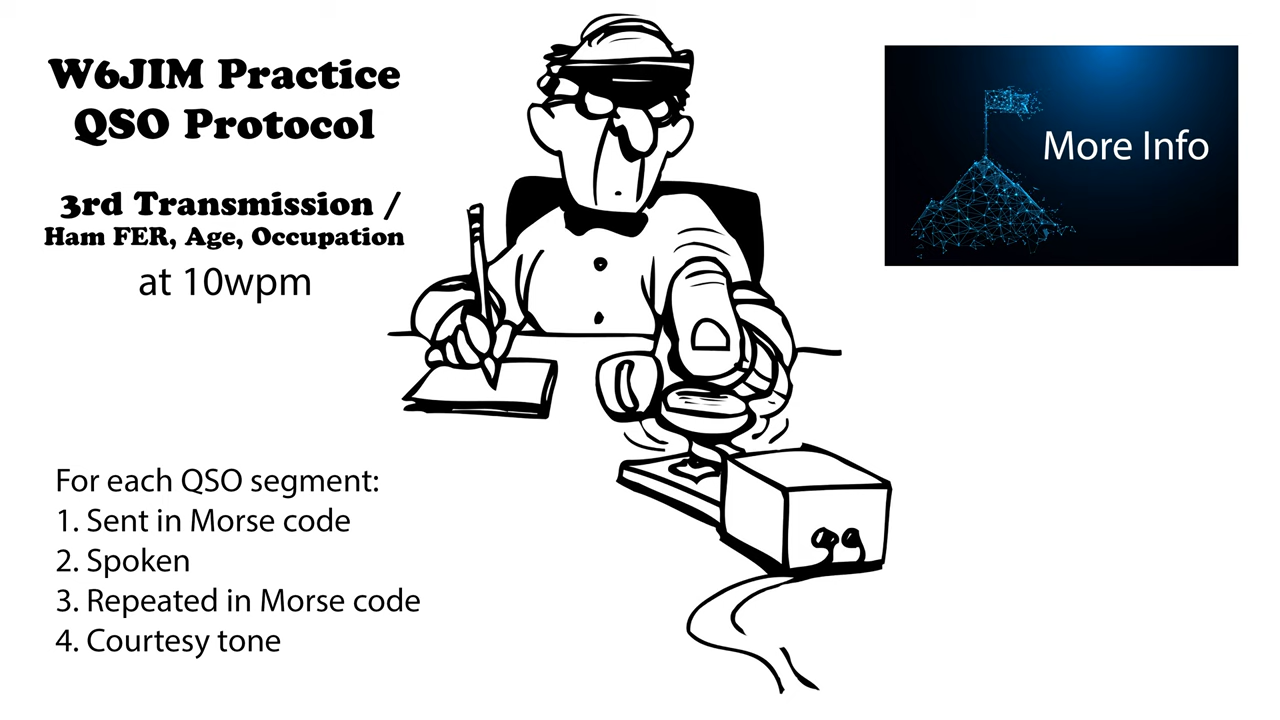 W6JIM Practice
QSO Protocol
3rd Transmission /
Ham FER, Age, Occupation
at 10wpm
More Info
For each QSO segment:
1. Sent in Morse code
2. Spoken
3. Repeated in Morse code
4. Courtesy tone